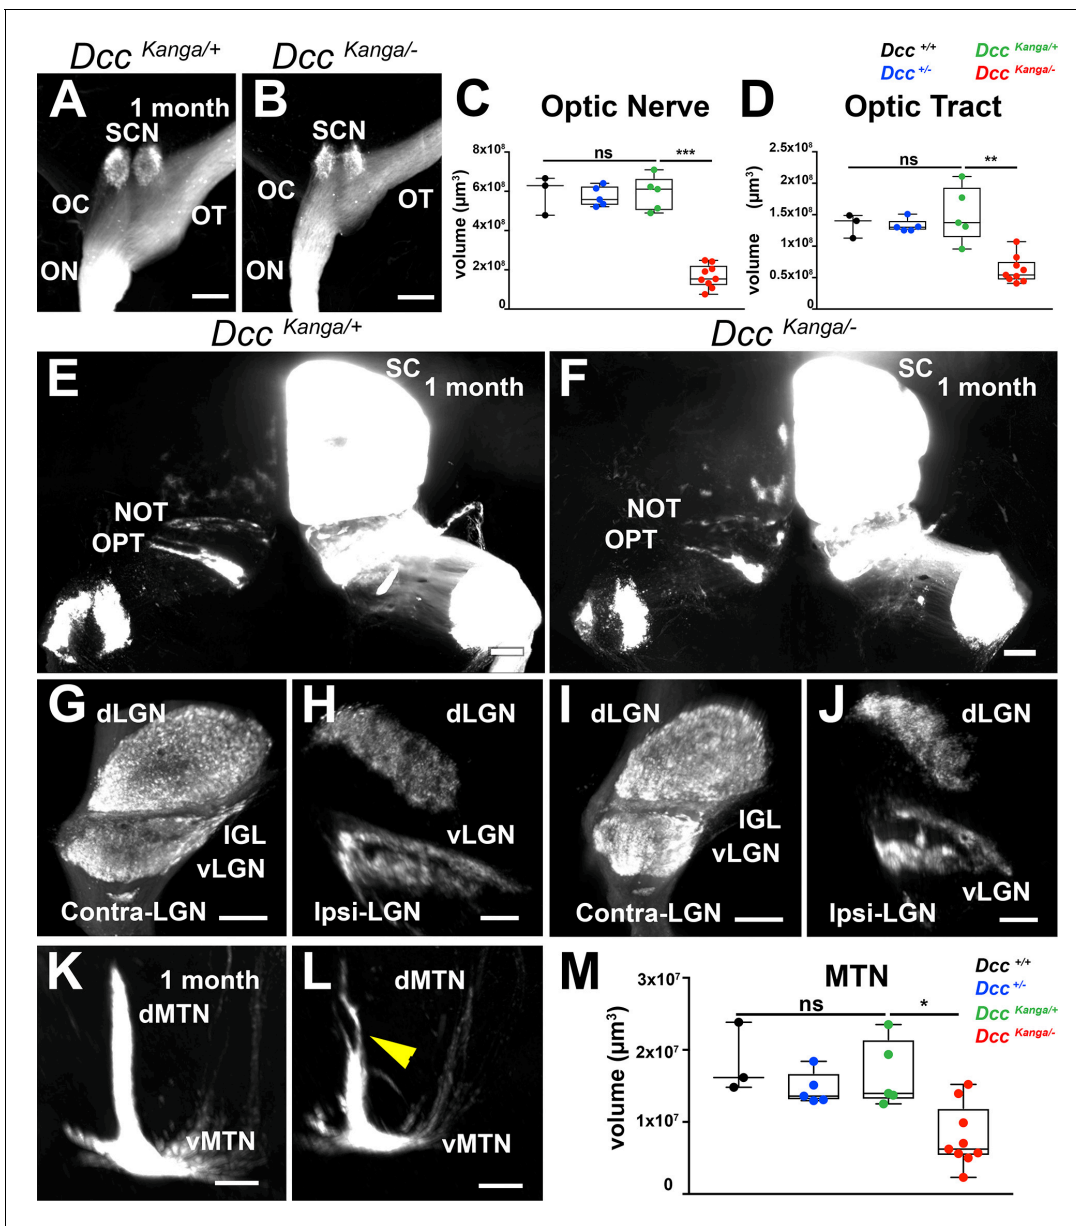 Dcc Kanga/+
Dcc Kanga/-
A
1 month
SCN
OC
OT
ON
B
SCN
OC
OT
ON
C
Optic Nerve
volume (µm³)
8x10⁸
6x10⁸
4x10⁸
2x10⁸
0
ns
***
Dcc +/+
Dcc Kanga/+
Dcc +/-
Dcc Kanga/-
D
Optic Tract
volume (µm³)
2.5x10⁸
2x10⁸
1.5x10⁸
1x10⁸
0.5x10⁸
0
ns
**
Dcc Kanga/+
Dcc Kanga/-
E
SC
1 month
NOT
OPT
F
SC
1 month
NOT
OPT
G
dLGN
IGL
vLGN
Contra-LGN
H
dLGN
vLGN
Ipsi-LGN
I
dLGN
IGL
vLGN
Contra-LGN
J
dLGN
vLGN
Ipsi-LGN
K
1 month
dMTN
vMTN
L
dMTN
vMTN
M
MTN
volume (µm³)
3x10⁷
2x10⁷
1x10⁷
0
ns
*
Dcc +/+
Dcc +/-
Dcc Kanga/+
Dcc Kanga/-